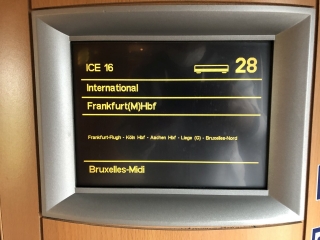 ICE 16 28
International
Frankfurt(M)Hbf
Frankfurt-Flugh - Köln Hbf - Aachen Hbf - Liege (G) - Bruxelles-Nord
Bruxelles-Midi